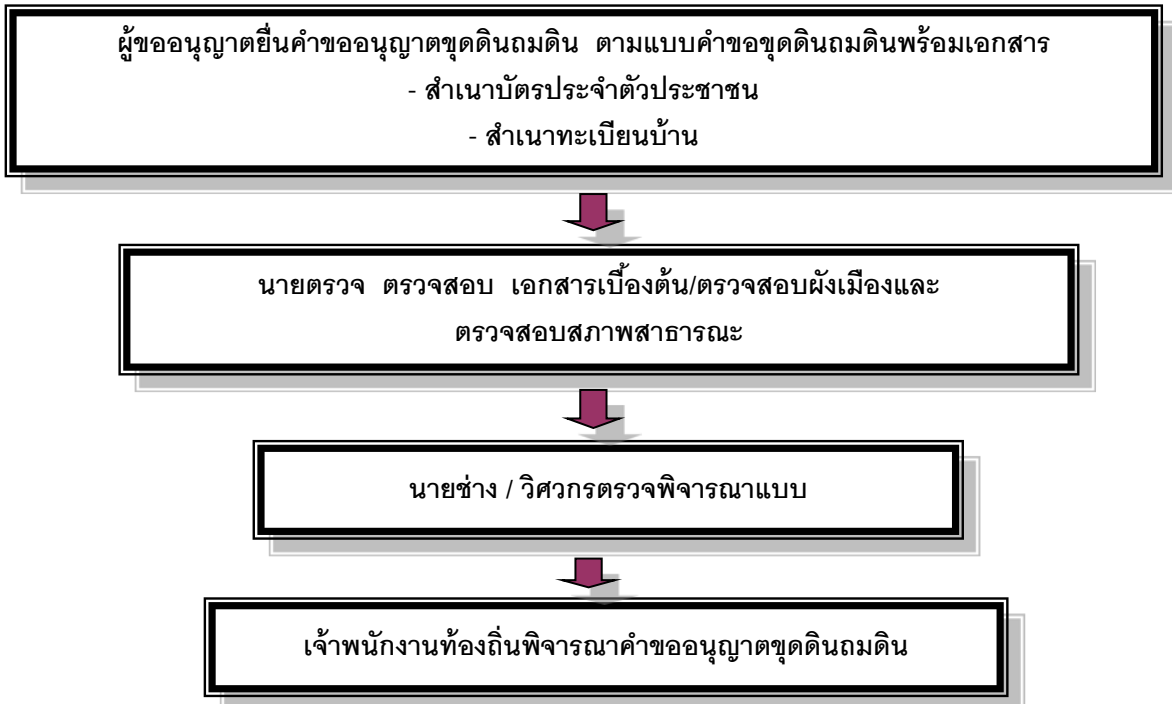 ผู้ขออนุญาตยื่นคำขออนุญาตขุดดินถมดิน ตามแบบคำขอขุดดินถมดินพร้อมเอกสาร
- สำเนาบัตรประจำตัวประชาชน
- สำเนาทะเบียนบ้าน
นายตรวจ ตรวจสอบ เอกสารเบื้องต้น/ตรวจสอบผังเมืองและ
ตรวจสอบสภาพสาธารณะ
นายช่าง / วิศวกรตรวจพิจารณาแบบ
เจ้าพนักงานท้องถิ่นพิจารณาคำขออนุญาตขุดดินถมดิน